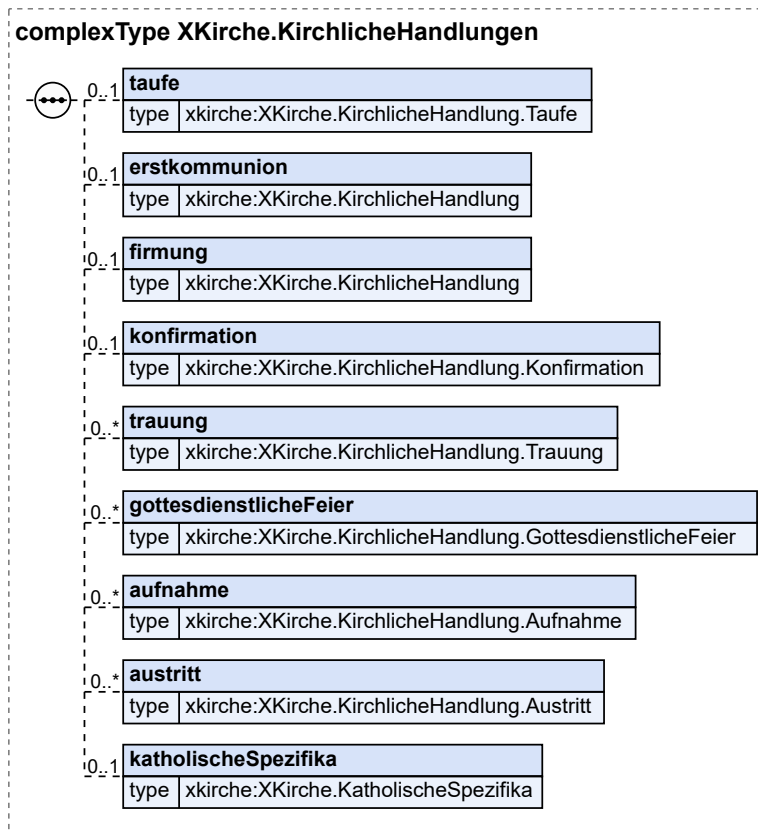 complexType XKirche.KirchlicheHandlungen
0..1 taufe
type xkirche:XKirche.KirchlicheHandlung.Taufe
0..1 erstkommunion
type xkirche:XKirche.KirchlicheHandlung
0..1 firmung
type xkirche:XKirche.KirchlicheHandlung
0..1 konfirmation
type xkirche:XKirche.KirchlicheHandlung.Konfirmation
0..* trauung
type xkirche:XKirche.KirchlicheHandlung.Trauung
0..* gottesdienstlicheFeier
type xkirche:XKirche.KirchlicheHandlung.GottesdienstlicheFeier
0..* aufnahme
type xkirche:XKirche.KirchlicheHandlung.Aufnahme
0..* austritt
type xkirche:XKirche.KirchlicheHandlung.Austritt
0..1 katholischeSpezifika
type xkirche:XKirche.KatholischeSpezifika